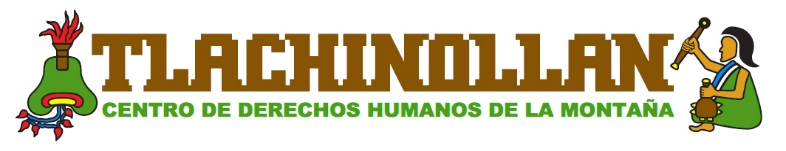 TLACHINOLLAN
CENTRO DE DERECHOS HUMANOS DE LA MONTAÑA